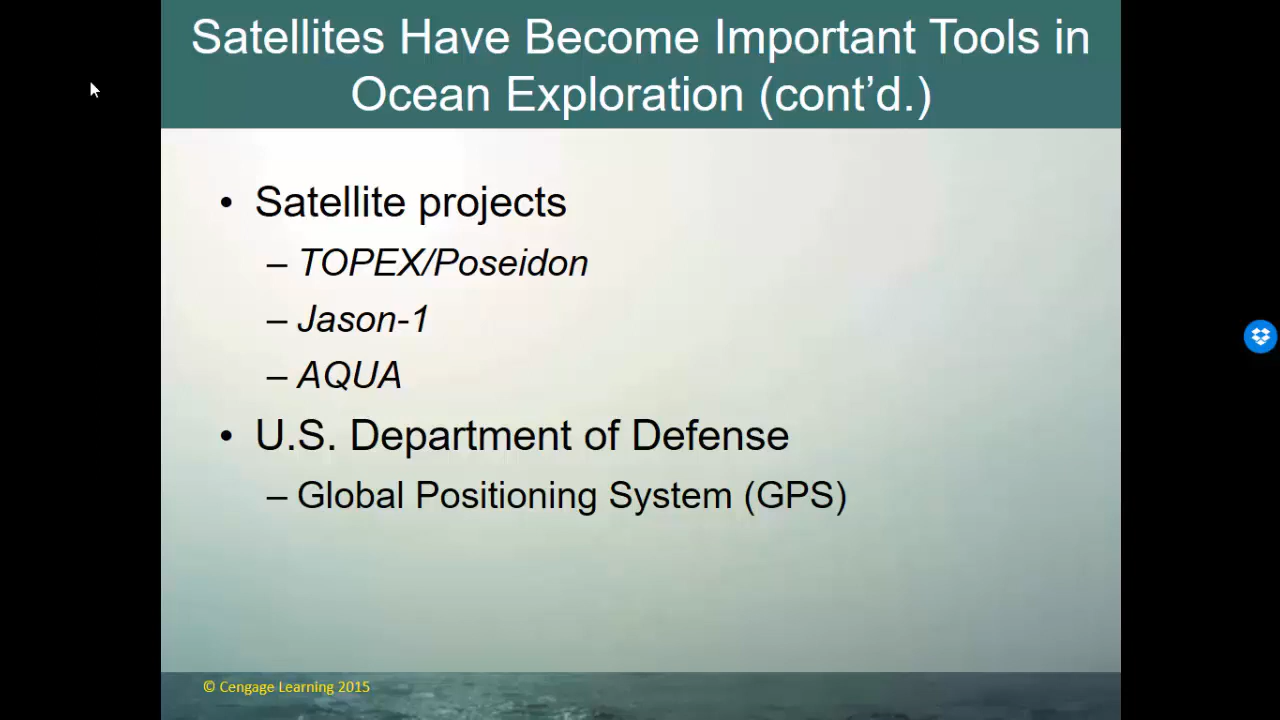 Satellites Have Become Important Tools in
Ocean Exploration (cont’d.)
• Satellite projects
– TOPEX/Poseidon
– Jason-1
– AQUA
• U.S. Department of Defense
– Global Positioning System (GPS)
© Cengage Learning 2015